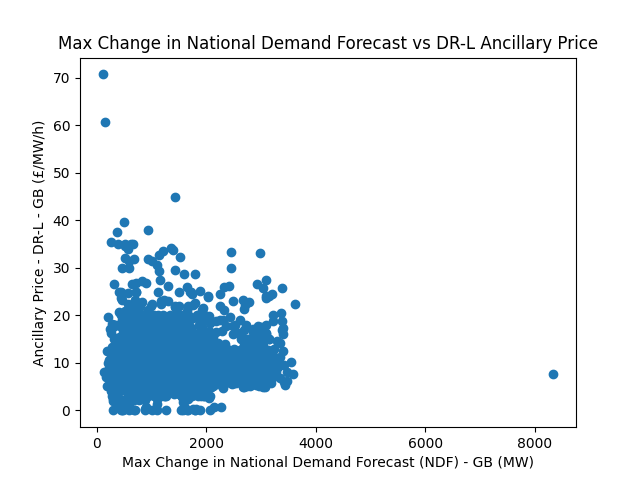 Max Change in National Demand Forecast vs DR-L Ancillary Price
70
60
50
40
30
20
10
0
Ancillary Price - DR-L - GB (£/MW/h)
0 2000 4000 6000 8000
Max Change in National Demand Forecast (NDF) - GB (MW)